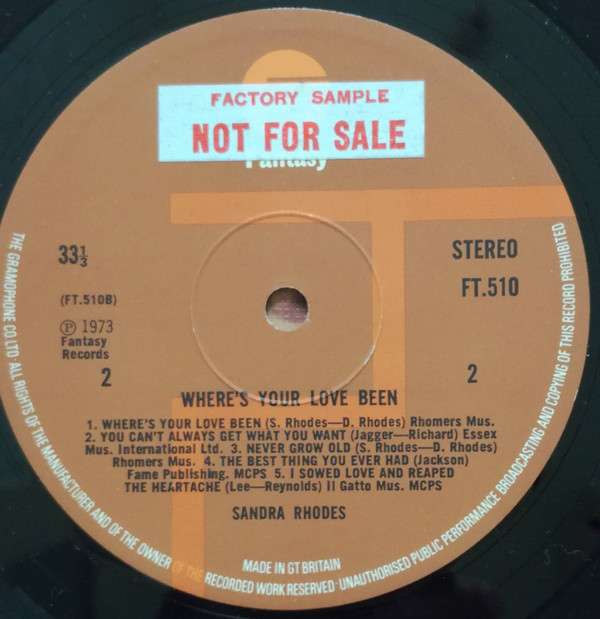 FACTORY SAMPLE
NOT FOR SALE
Fantasy
33⅓
STEREO
(FT.510B)
FT.510
Ⓟ 1973
Fantasy
Records
2
2
WHERE'S YOUR LOVE BEEN
1. WHERE'S YOUR LOVE BEEN (S. Rhodes—D. Rhodes) Rhomers Mus.
2. YOU CAN'T ALWAYS GET WHAT YOU WANT (Jagger—Richard) Essex
Mus. International Ltd. 3. NEVER GROW OLD (S. Rhodes—D. Rhodes)
Rhomers Mus. 4. THE BEST THING YOU EVER HAD (Jackson)
Fame Publishing. MCPS 5. I SOWED LOVE AND REAPED
THE HEARTACHE (Lee—Reynolds) Il Gatto Mus. MCPS
SANDRA RHODES
MADE IN GT BRITAIN
THE GRAMOPHONE CO. LTD · ALL RIGHTS OF THE MANUFACTURER AND OF THE OWNER OF THE RECORDED WORK RESERVED · UNAUTHORISED PUBLIC PERFORMANCE BROADCASTING AND COPYING OF THIS RECORD PROHIBITED